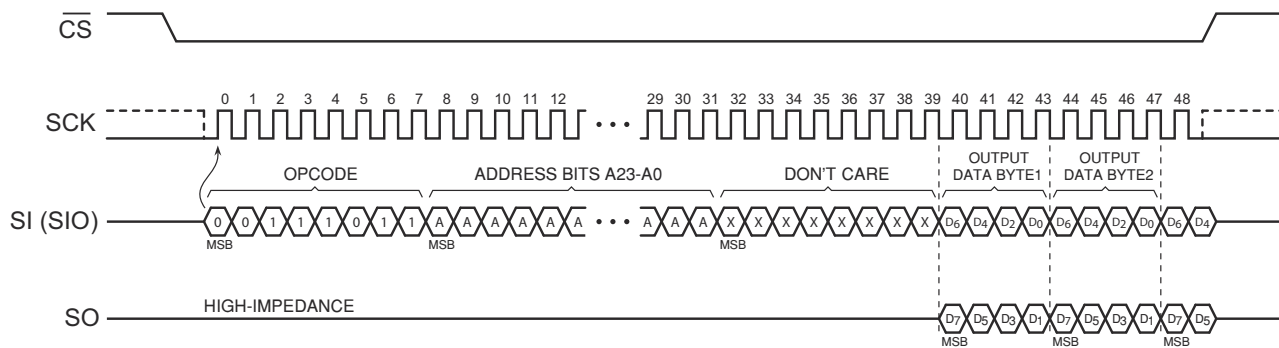 CS
0 1 2 3 4 5 6 7 8 9 10 11 12 29 30 31 32 33 34 35 36 37 38 39 40 41 42 43 44 45 46 47 48
SCK
OPCODE ADDRESS BITS A23-A0 DON'T CARE OUTPUT DATA BYTE1 OUTPUT DATA BYTE2
SI (SIO) 0 0 1 1 1 0 1 1 A A A A A A A A A X X X X X X X X D6 D4 D2 D0 D6 D4 D2 D0 D6 D4
MSB MSB MSB
HIGH-IMPEDANCE
SO D7 D5 D3 D1 D7 D5 D3 D1 D7 D5
MSB MSB MSB